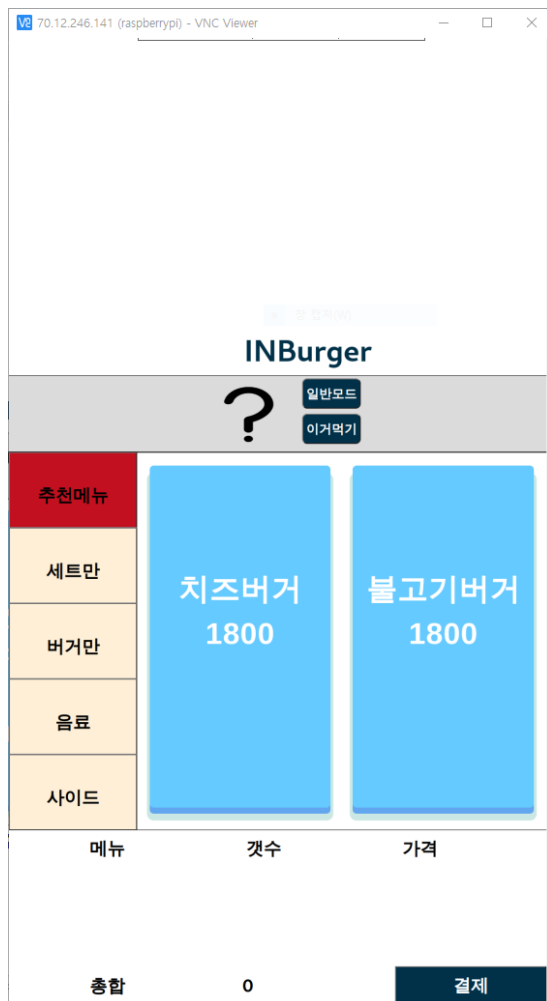 70.12.246.141 (raspberrypi) - VNC Viewer
INBurger
?
일반모드
이거먹기
추천메뉴
세트만
버거만
음료
사이드
치즈버거
1800
불고기버거
1800
메뉴 갯수 가격
총합 0 결제